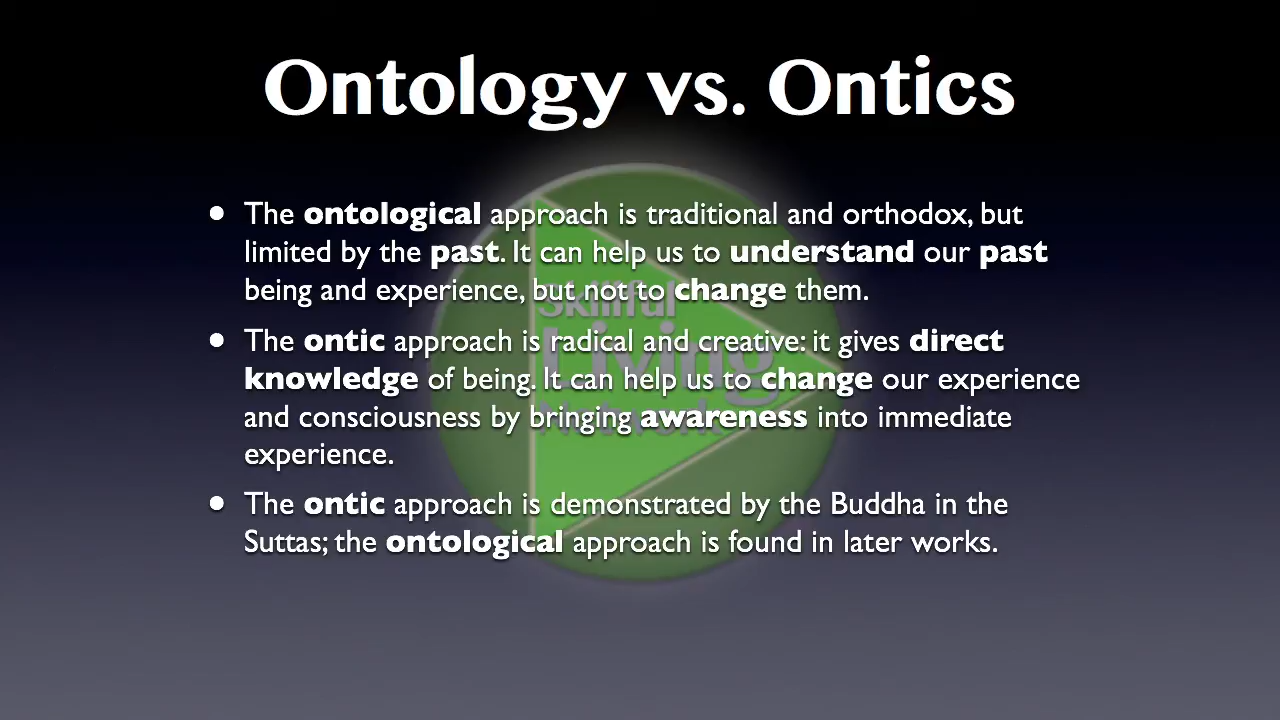 Ontology vs. Ontics
• The ontological approach is traditional and orthodox, but
limited by the past. It can help us to understand our past
being and experience, but not to change them.
• The ontic approach is radical and creative: it gives direct
knowledge of being. It can help us to change our experience
and consciousness by bringing awareness into immediate
experience.
• The ontic approach is demonstrated by the Buddha in the
Suttas; the ontological approach is found in later works.
Skillful
Living
Network